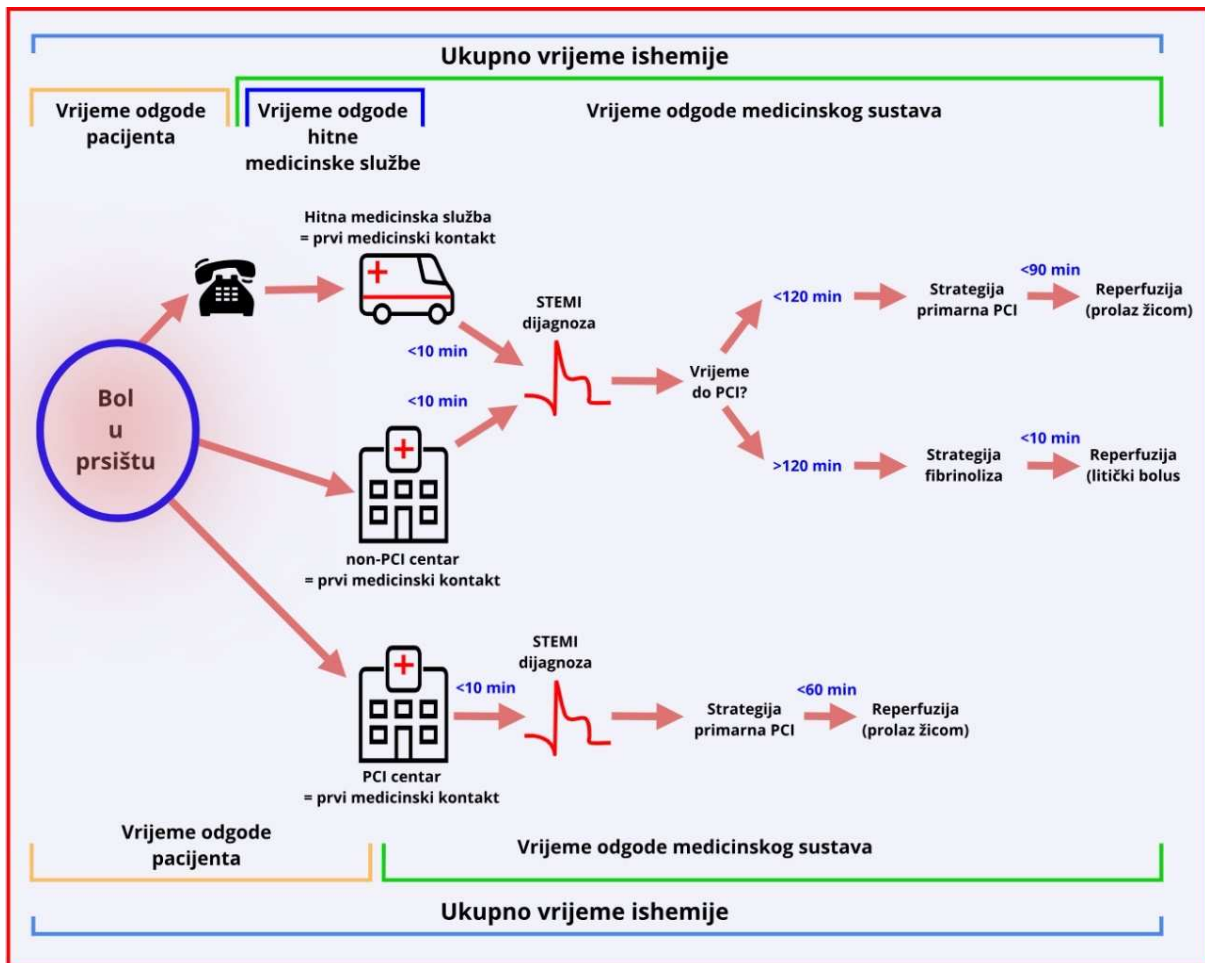 Ukupno vrijeme ishemije
Vrijeme odgode
pacijenta
Vrijeme odgode
hitne
medicinske službe
Vrijeme odgode medicinskog sustava
Hitna medicinska služba
= prvi medicinski kontakt
<10 min
<10 min
STEMI
dijagnoza
Vrijeme
do PCI?
<120 min
Strategija
primarna PCI
<90 min
Reperfuzija
(prolaz žicom)
>120 min
Strategija
fibrinoliza
<10 min
Reperfuzija
(litički bolus
Bol
u
prsištu
non-PCI centar
= prvi medicinski kontakt
PCI centar
= prvi medicinski kontakt
<10 min
STEMI
dijagnoza
Strategija
primarna PCI
<60 min
Reperfuzija
(prolaz žicom)
Vrijeme odgode
pacijenta
Vrijeme odgode medicinskog sustava
Ukupno vrijeme ishemije